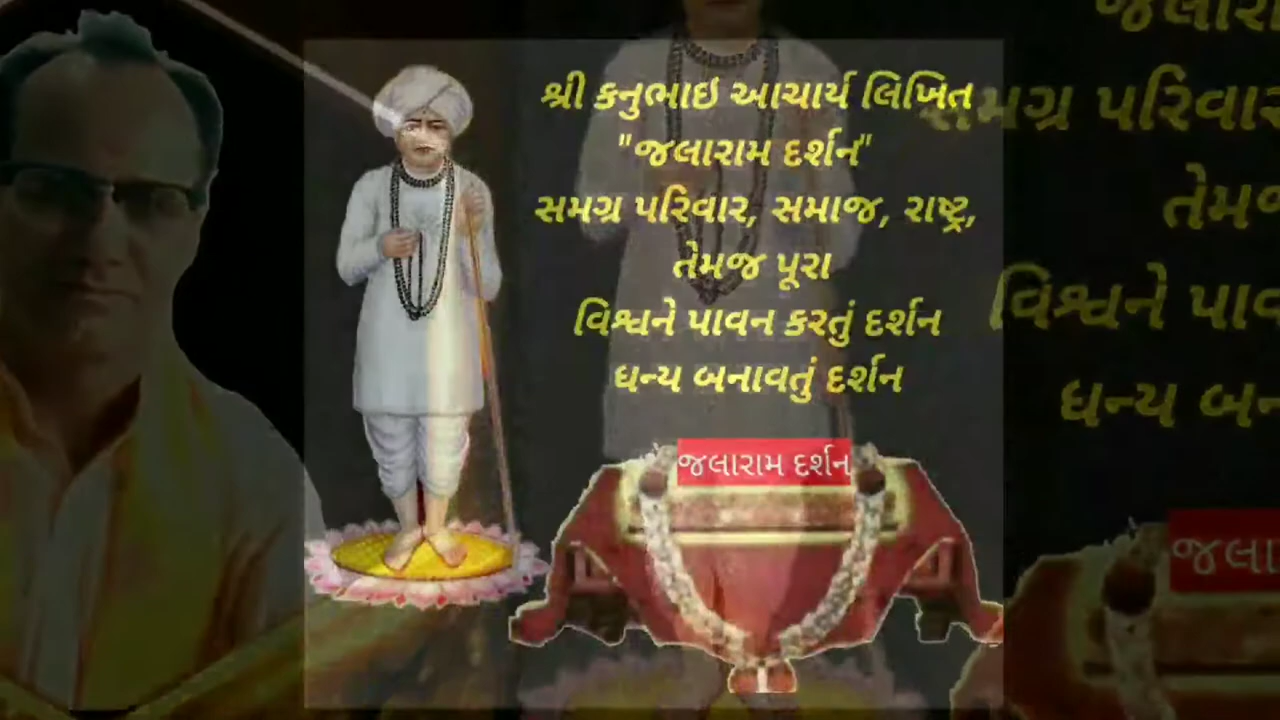 શ્રી કનુભાઇ આચાર્ય લિખિત
"જલારામ દર્શન"
સમગ્ર પરિવાર, સમાજ, રાષ્ટ્ર,
તેમજ પૂરા
વિશ્વને પાવન કરતું દર્શન
ધન્ય બનાવતું દર્શન
જલારામ દર્શન